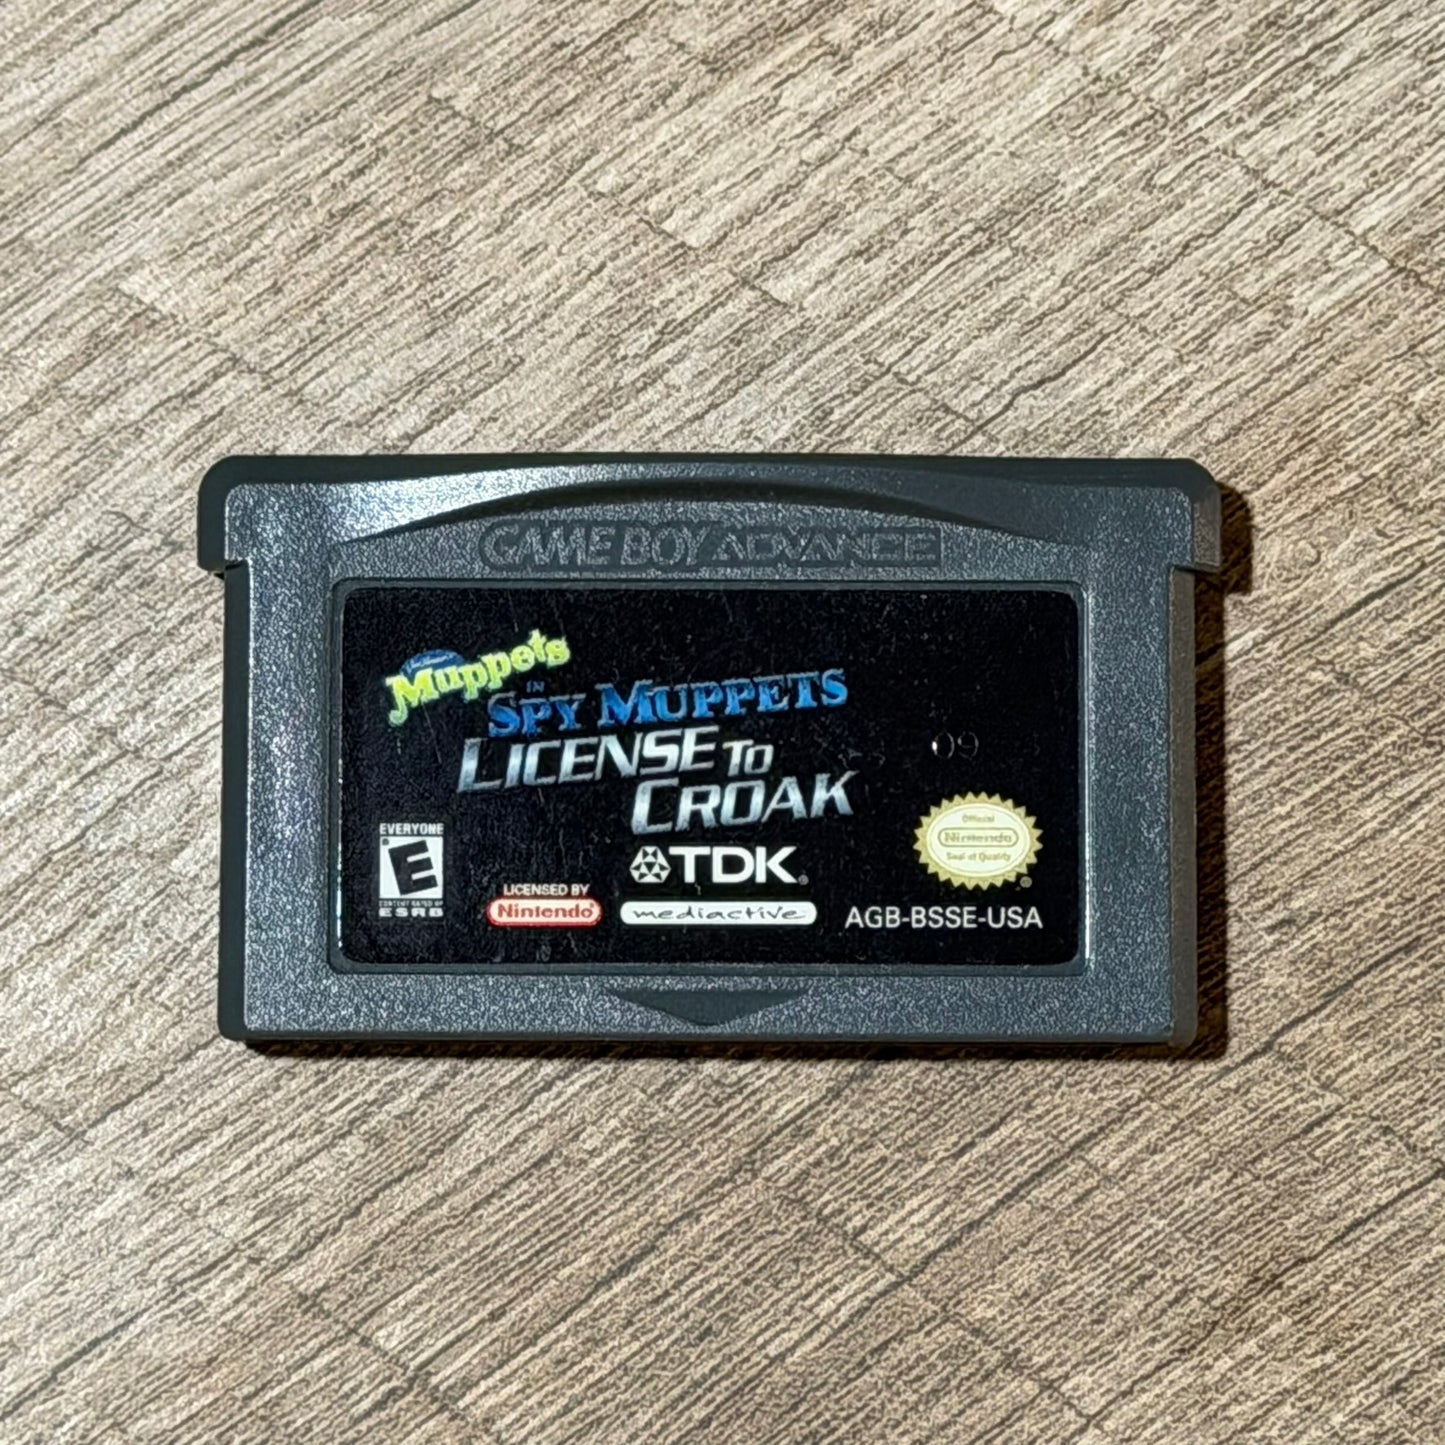 GAME BOY ADVANCE
Muppets
IN
SPY MUPPETS
LICENSE TO
CROAK
09
EVERYONE
E
CONTENT RATED BY
ESRB
LICENSED BY
Nintendo
TDK
mediactive
Official
Nintendo
Seal of Quality
AGB-BSSE-USA